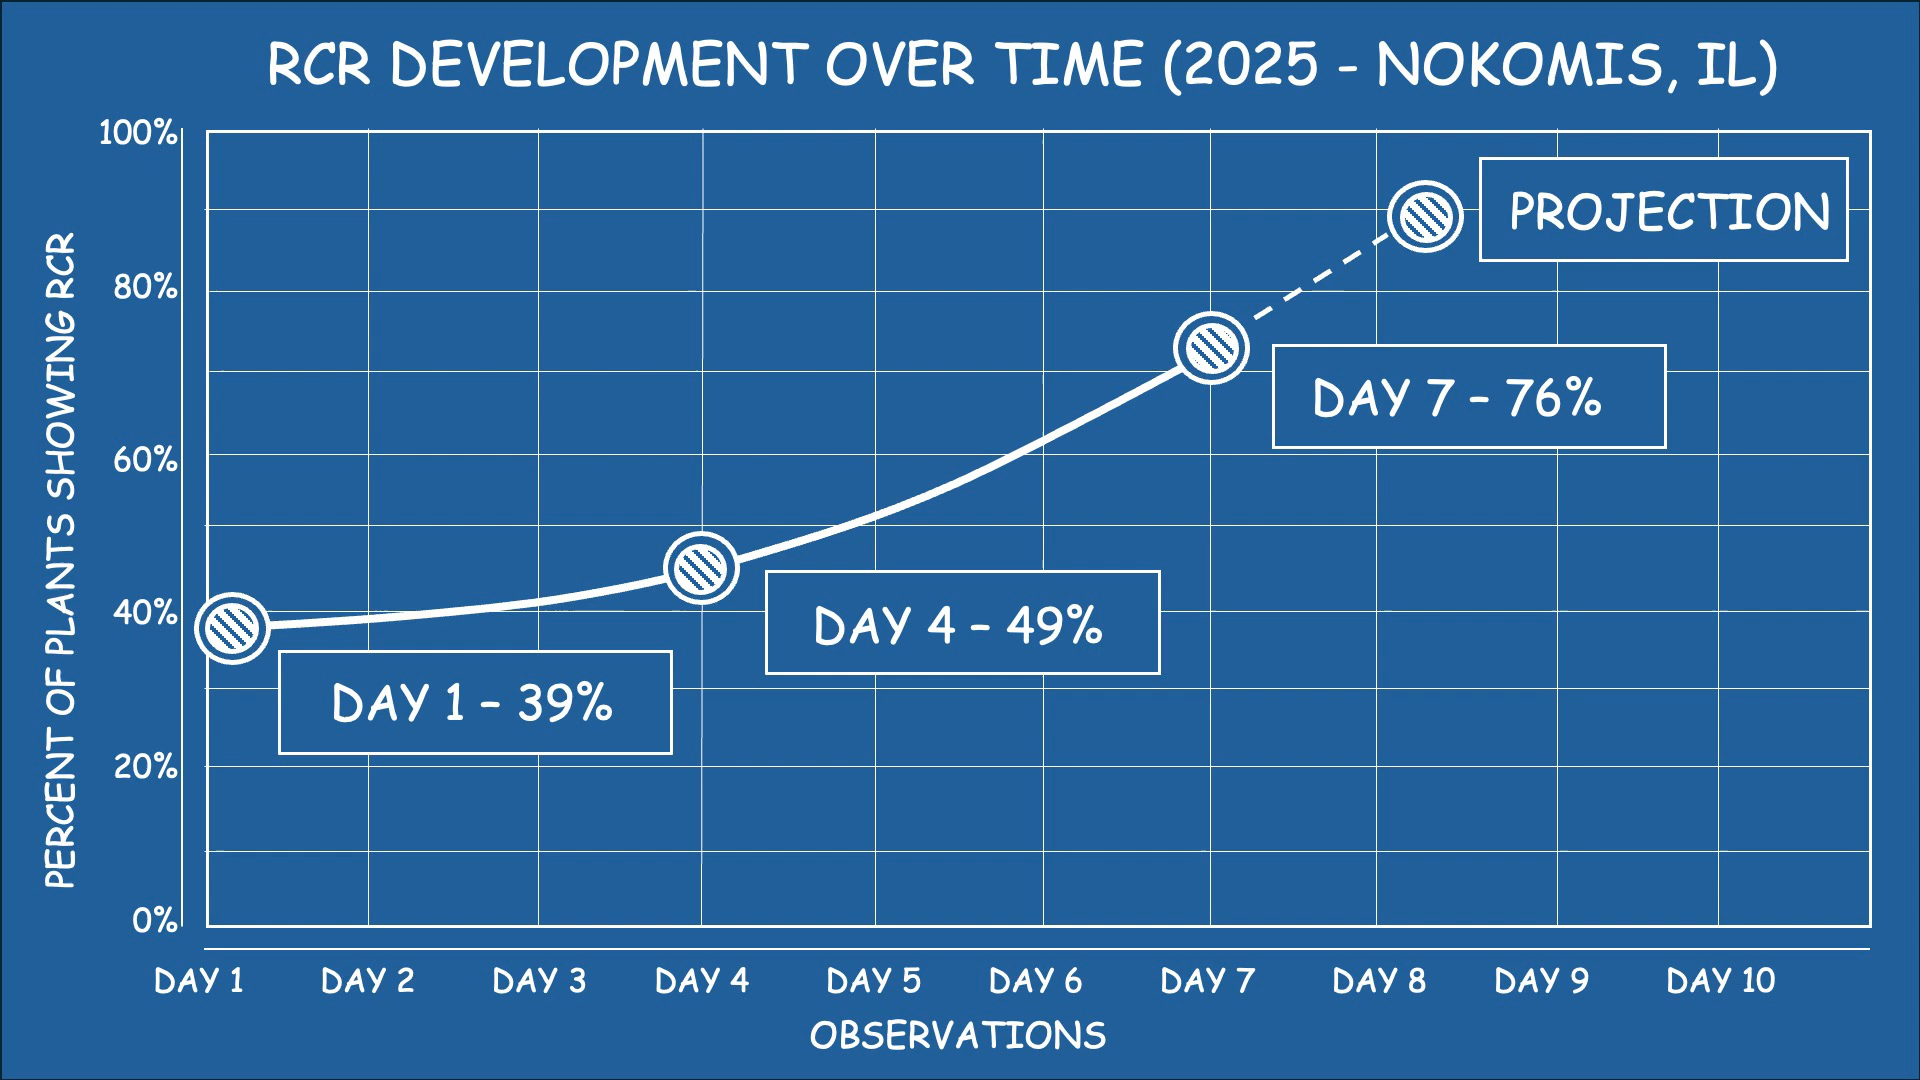 RCR DEVELOPMENT OVER TIME (2025 - NOKOMIS, IL)
PERCENT OF PLANTS SHOWING RCR
100%
80%
60%
40%
20%
0%
PROJECTION
DAY 7 – 76%
DAY 4 – 49%
DAY 1 – 39%
DAY 1 DAY 2 DAY 3 DAY 4 DAY 5 DAY 6 DAY 7 DAY 8 DAY 9 DAY 10
OBSERVATIONS